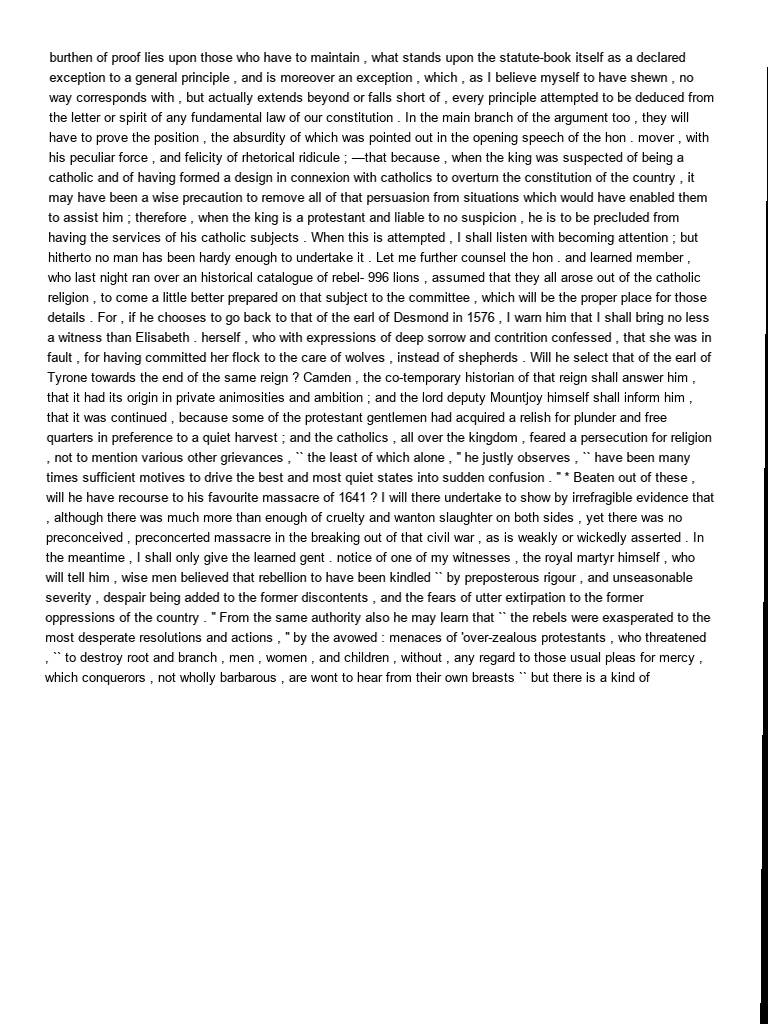 burthen of proof lies upon those who have to maintain , what stands upon the statute-book itself as a declared
exception to a general principle , and is moreover an exception , which , as I believe myself to have shewn , no
way corresponds with , but actually extends beyond or falls short of , every principle attempted to be deduced from
the letter or spirit of any fundamental law of our constitution . In the main branch of the argument too , they will
have to prove the position , the absurdity of which was pointed out in the opening speech of the hon . mover , with
his peculiar force , and felicity of rhetorical ridicule ; —that because , when the king was suspected of being a
catholic and of having formed a design in connexion with catholics to overturn the constitution of the country , it
may have been a wise precaution to remove all of that persuasion from situations which would have enabled them
to assist him ; therefore , when the king is a protestant and liable to no suspicion , he is to be precluded from
having the services of his catholic subjects . When this is attempted , I shall listen with becoming attention ; but
hitherto no man has been hardy enough to undertake it . Let me further counsel the hon . and learned member ,
who last night ran over an historical catalogue of rebel- 996 lions , assumed that they all arose out of the catholic
religion , to come a little better prepared on that subject to the committee , which will be the proper place for those
details . For , if he chooses to go back to that of the earl of Desmond in 1576 , I warn him that I shall bring no less
a witness than Elisabeth . herself , who with expressions of deep sorrow and contrition confessed , that she was in
fault , for having committed her flock to the care of wolves , instead of shepherds . Will he select that of the earl of
Tyrone towards the end of the same reign ? Camden , the co-temporary historian of that reign shall answer him ,
that it had its origin in private animosities and ambition ; and the lord deputy Mountjoy himself shall inform him ,
that it was continued , because some of the protestant gentlemen had acquired a relish for plunder and free
quarters in preference to a quiet harvest ; and the catholics , all over the kingdom , feared a persecution for religion
, not to mention various other grievances , `` the least of which alone , " he justly observes , `` have been many
times sufficient motives to drive the best and most quiet states into sudden confusion . " * Beaten out of these ,
will he have recourse to his favourite massacre of 1641 ? I will there undertake to show by irrefragible evidence that
, although there was much more than enough of cruelty and wanton slaughter on both sides , yet there was no
preconceived , preconcerted massacre in the breaking out of that civil war , as is weakly or wickedly asserted . In
the meantime , I shall only give the learned gent . notice of one of my witnesses , the royal martyr himself , who
will tell him , wise men believed that rebellion to have been kindled `` by preposterous rigour , and unseasonable
severity , despair being added to the former discontents , and the fears of utter extirpation to the former
oppressions of the country . " From the same authority also he may learn that `` the rebels were exasperated to the
most desperate resolutions and actions , " by the avowed : menaces of 'over-zealous protestants , who threatened
, `` to destroy root and branch , men , women , and children , without , any regard to those usual pleas for mercy ,
which conquerors , not wholly barbarous , are wont to hear from their own breasts `` but there is a kind of